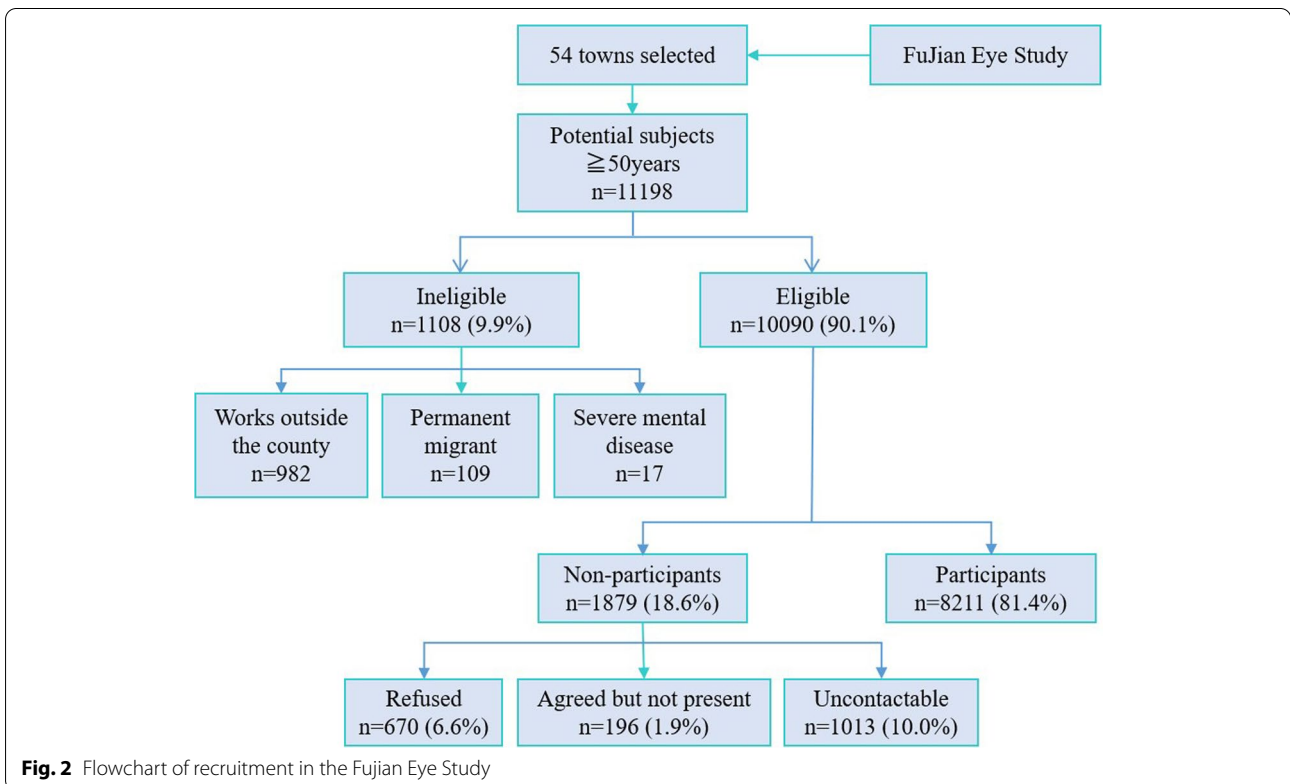 54 towns selected
FuJian Eye Study
Potential subjects
≧50years
n=11198
Ineligible
n=1108 (9.9%)
Eligible
n=10090 (90.1%)
Works outside
the county
n=982
Permanent
migrant
n=109
Severe mental
disease
n=17
Non-participants
n=1879 (18.6%)
Participants
n=8211 (81.4%)
Refused
n=670 (6.6%)
Agreed but not present
n=196 (1.9%)
Uncontactable
n=1013 (10.0%)
Fig. 2 Flowchart of recruitment in the Fujian Eye Study